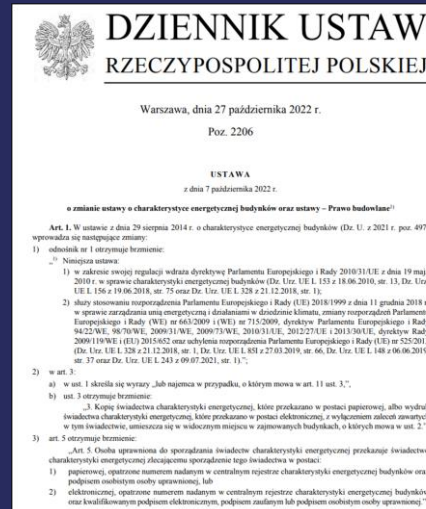 DZIENNIK USTAW
RZECZYPOSPOLITEJ POLSKIEJ
Warszawa, dnia 27 października 2022 r.
Poz. 2206
USTAWA
z dnia 7 października 2022 r.
o zmianie ustawy o charakterystyce energetycznej budynków oraz ustawy – Prawo budowlane
Art. 1. W ustawie z dnia 29 sierpnia 2014 r. o charakterystyce energetycznej budynków (Dz. U. z 2021 r. poz. 497
wprowadza się następujące zmiany:
1) odnośnik nr 1 otrzymuje brzmienie:
„¹⁾ Niniejsza ustawa:
1) w zakresie swojej regulacji wdraża dyrektywę Parlamentu Europejskiego i Rady 2010/31/UE z dnia 19 maj
2010 r. w sprawie charakterystyki energetycznej budynków (Dz. Urz. UE L 153 z 18.06.2010, str. 13, Dz. Urz
UE L 156 z 19.06.2018, str. 75 oraz Dz. Urz. UE L 328 z 21.12.2018, str. 1);
2) służy stosowaniu rozporządzenia Parlamentu Europejskiego i Rady (UE) 2018/1999 z dnia 11 grudnia 2018 r
w sprawie zarządzania unią energetyczną i działaniami w dziedzinie klimatu, zmiany rozporządzeń Parlament
Europejskiego i Rady (WE) nr 663/2009 i (WE) nr 715/2009, dyrektyw Parlamentu Europejskiego i Rady
94/22/WE, 98/70/WE, 2009/31/WE, 2009/73/WE, 2010/31/UE, 2012/27/UE i 2013/30/UE, dyrektyw Rady
2009/119/WE i (EU) 2015/652 oraz uchylenia rozporządzenia Parlamentu Europejskiego i Rady (UE) nr 525/201
(Dz. Urz. UE L 328 z 21.12.2018, str. 1, Dz. Urz. UE L 85I z 27.03.2019, str. 66, Dz. Urz. UE L 148 z 06.06.2019
str. 37 oraz Dz. Urz. UE L 243 z 09.07.2021, str. 1).”;
2) w art. 3:
a) w ust. 1 skreśla się wyrazy „lub najemca w przypadku, o którym mowa w art. 11 ust. 3,”,
b) ust. 3 otrzymuje brzmienie:
„3. Kopię świadectwa charakterystyki energetycznej, które przekazano w postaci papierowej, albo wydru
świadectwa charakterystyki energetycznej, które przekazano w postaci elektronicznej, z wyłączeniem zaleceń zawartyc
w tym świadectwie, umieszcza się w widocznym miejscu w zajmowanych budynkach, o których mowa w ust. 2.”
3) art. 5 otrzymuje brzmienie:
„Art. 5. Osoba uprawniona do sporządzania świadectw charakterystyki energetycznej przekazuje świadectw
charakterystyki energetycznej zlecającemu sporządzenie tego świadectwa w postaci:
1) papierowej, opatrzone numerem nadanym w centralnym rejestrze charakterystyki energetycznej budynków ora
podpisem osobistym osoby uprawnionej, lub
2) elektronicznej, opatrzone numerem nadanym w centralnym rejestrze charakterystyki energetycznej budynków
oraz kwalifikowanym podpisem elektronicznym, podpisem zaufanym lub podpisem osobistym osoby uprawnionej.”